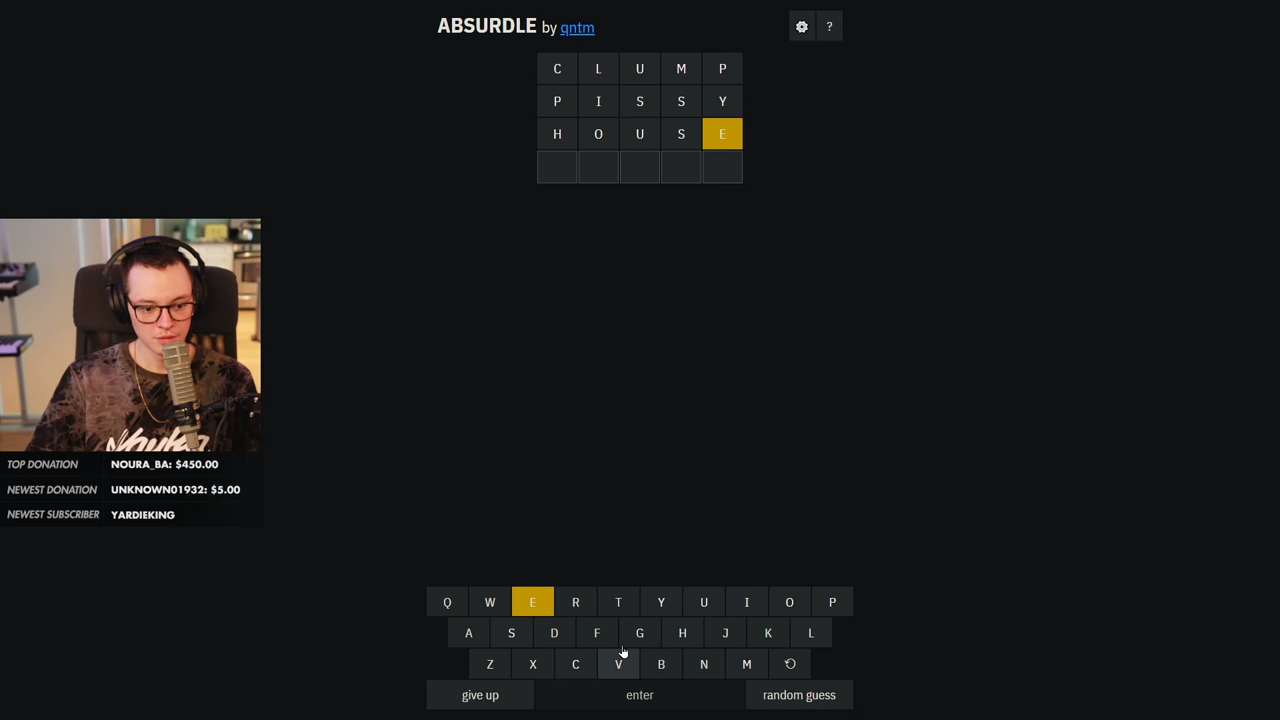 ABSURDLE by qntm
?
C L U M P
P I S S Y
H O U S E
TOP DONATION NOURA_BA: $450.00
NEWEST DONATION UNKNOWN01932: $5.00
NEWEST SUBSCRIBER YARDIEKING
Q W E R T Y U I O P
A S D F G H J K L
Z X C V B N M
give up enter random guess